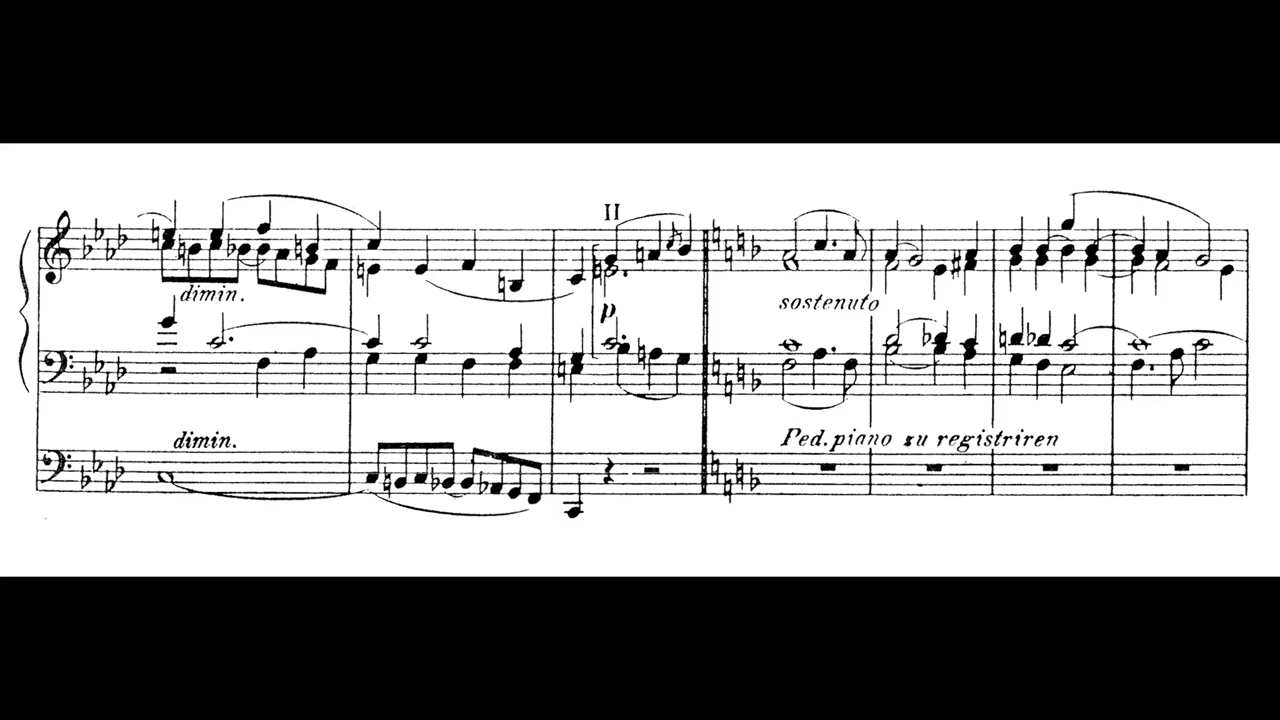 II
dimin.
p
sostenuto
dimin.
Ped. piano zu registriren